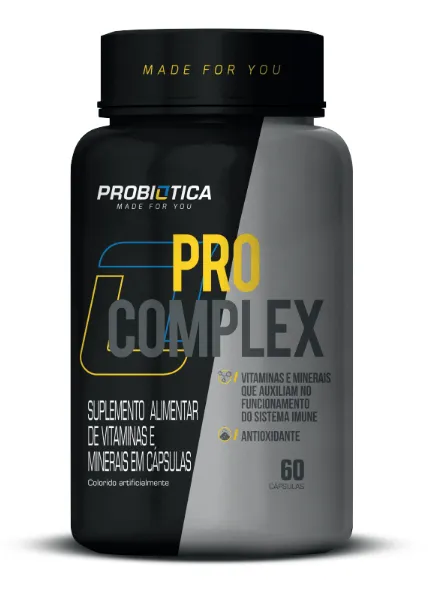 MADE FOR YOU
PROBIOTICA
MADE FOR YOU
PRO
COMPLEX
VITAMINAS E MINERAIS
QUE AUXILIAM NO
FUNCIONAMENTO
DO SISTEMA IMUNE
ANTIOXIDANTE
SUPLEMENTO ALIMENTAR
DE VITAMINAS E
MINERAIS EM CÁPSULAS
Colorido artificialmente
60
CÁPSULAS